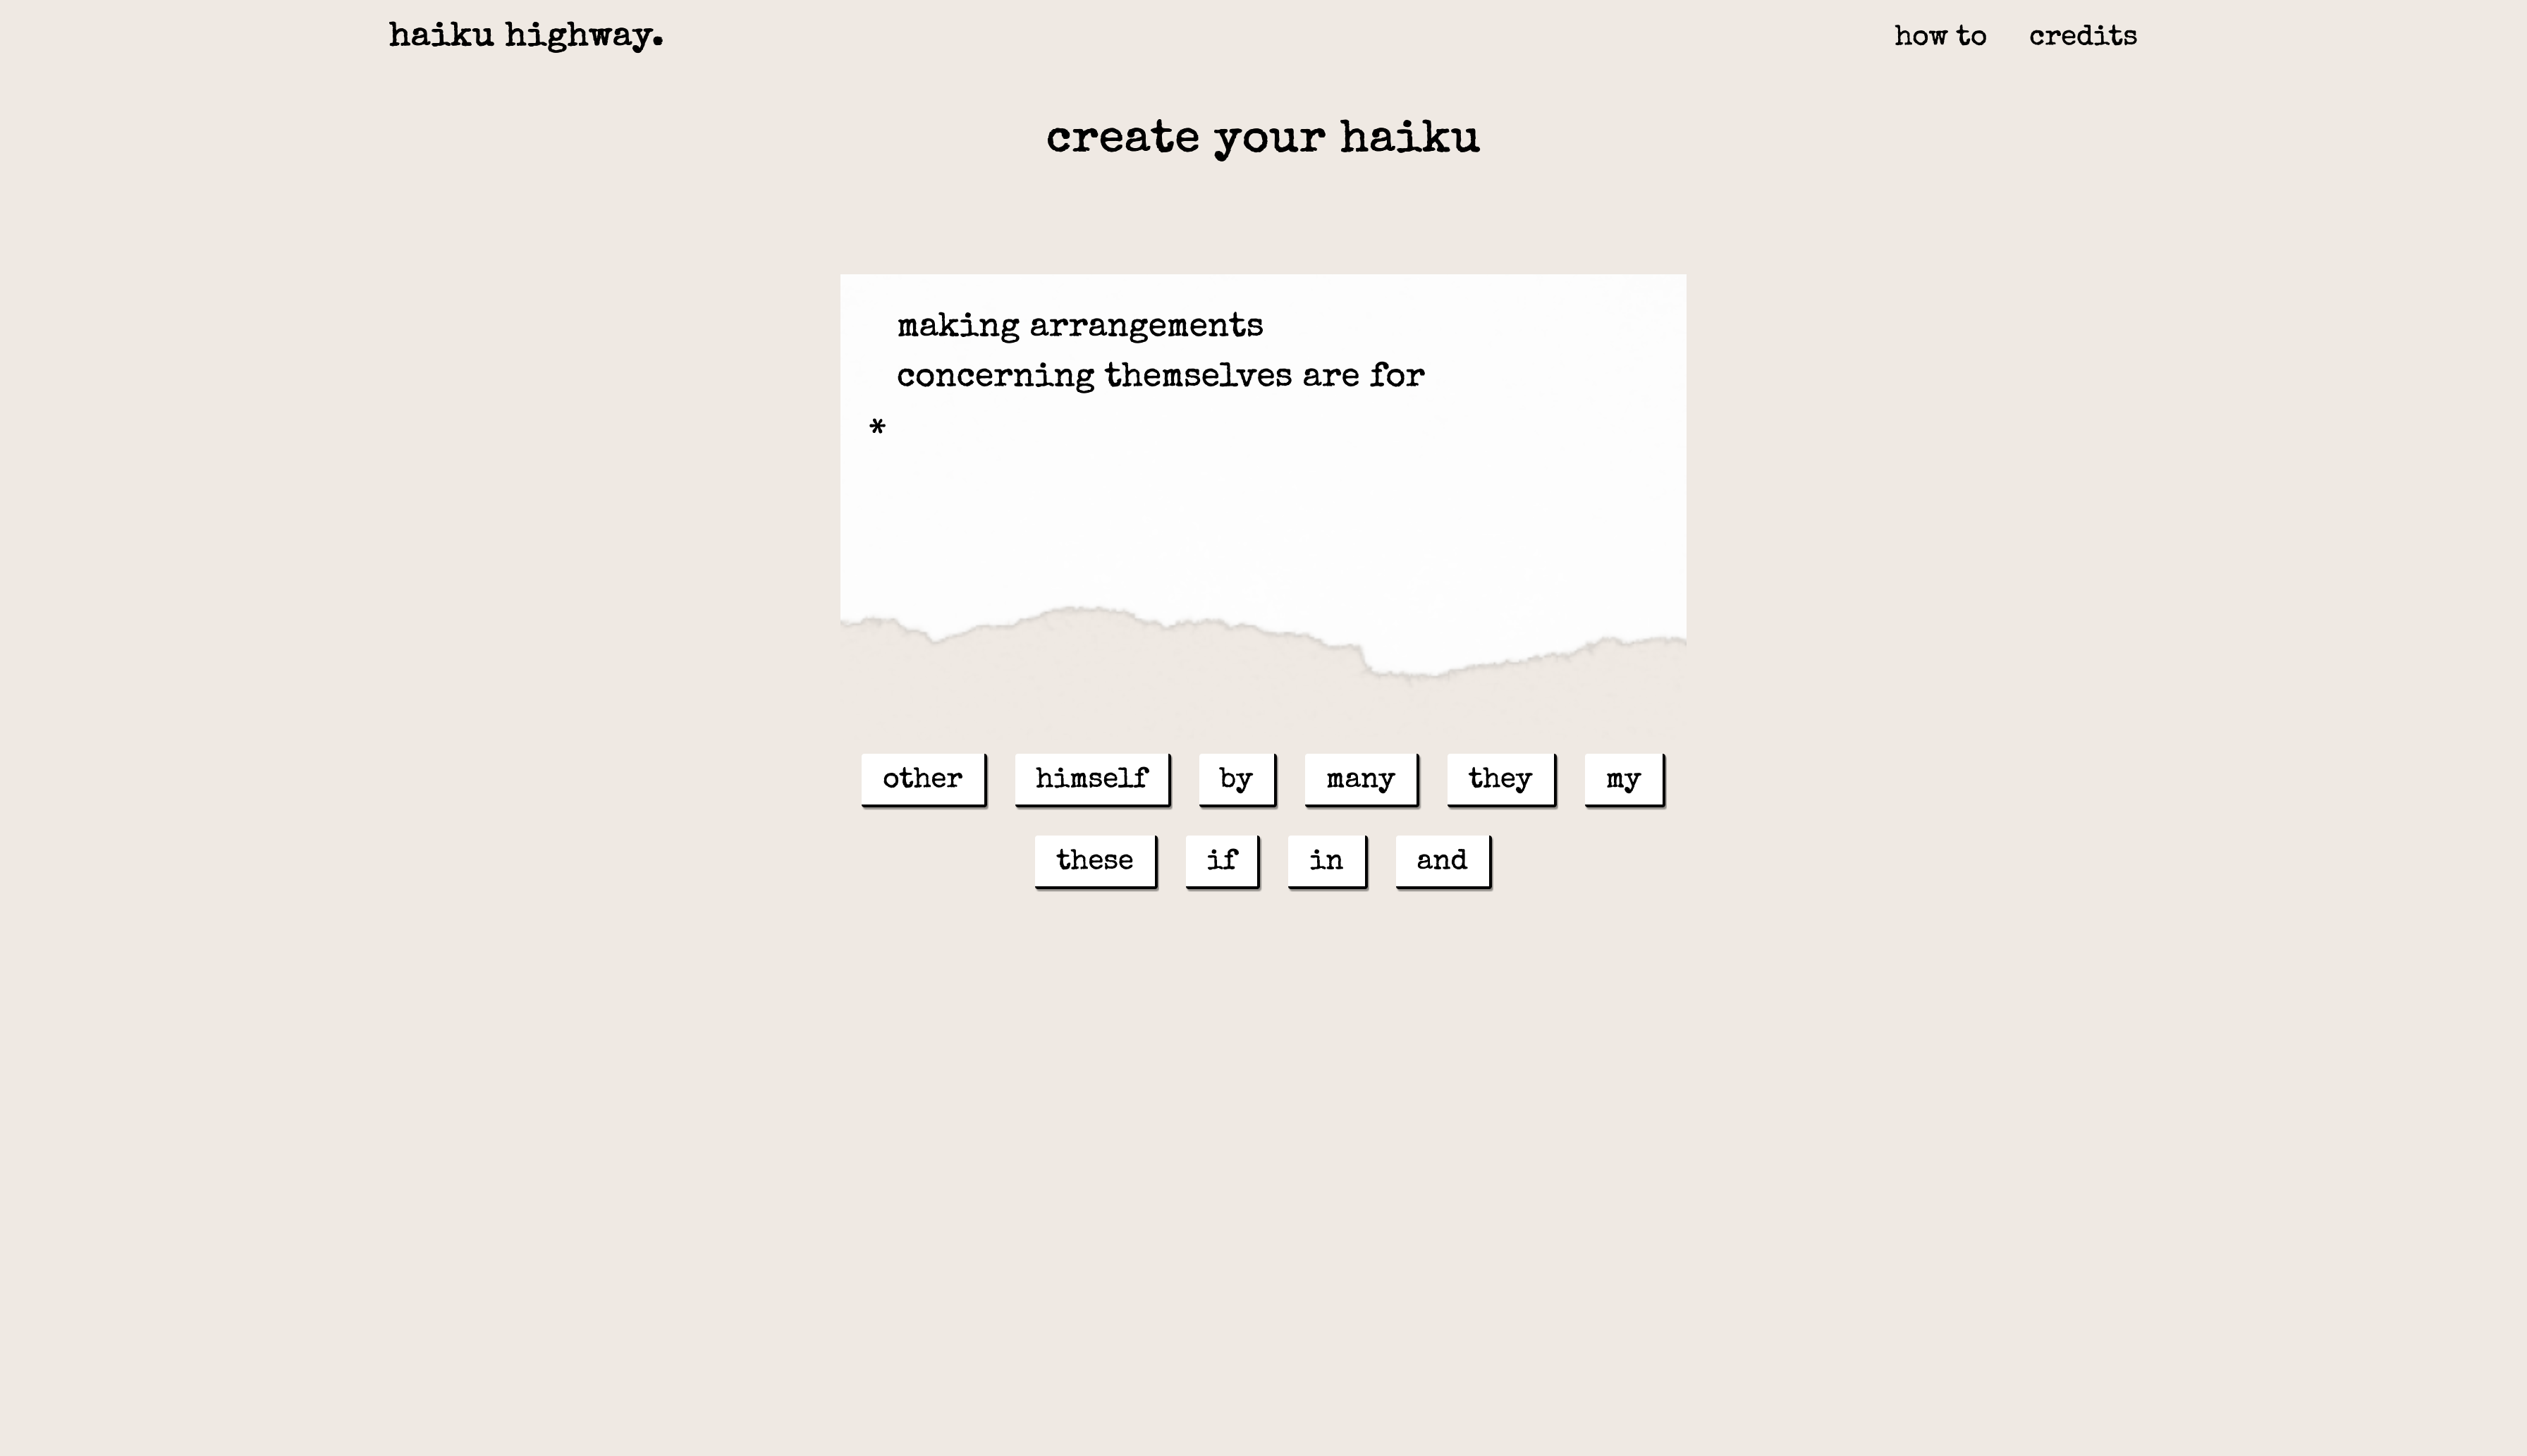 haiku highway.
how to
credits
create your haiku
making arrangements
concerning themselves are for
*
other himself by many they my
these if in and